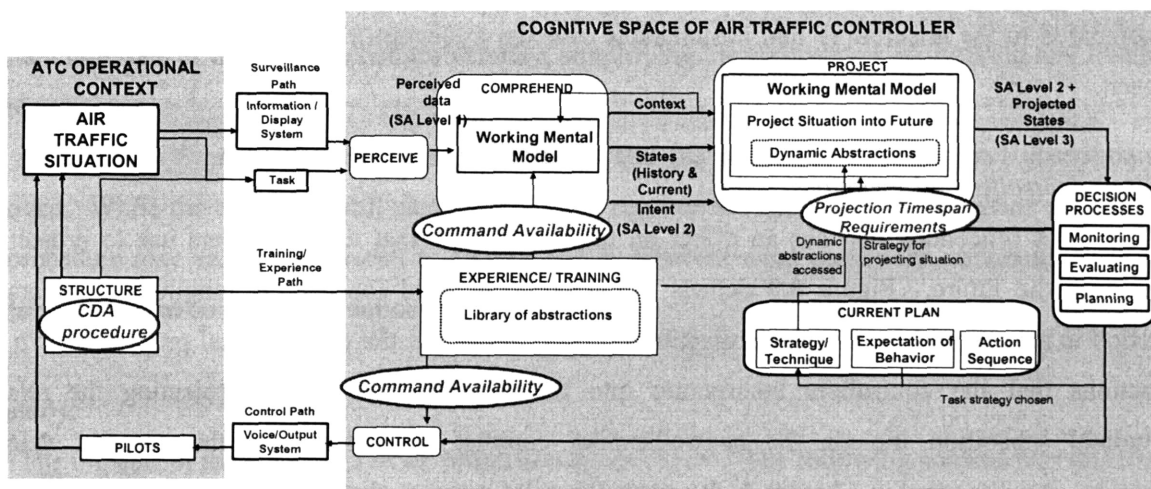 COGNITIVE SPACE OF AIR TRAFFIC CONTROLLER
ATC OPERATIONAL
CONTEXT
AIR
TRAFFIC
SITUATION
Surveillance
Path
Information /
Display
System
Task
PERCEIVE
Perceived
data
(SA Level 1)
COMPREHEND
Working Mental
Model
Context
States
(History &
Current)
Intent
(SA Level 2)
PROJECT
Working Mental Model
Project Situation into Future
Dynamic Abstractions
SA Level 2 +
Projected
States
(SA Level 3)
Command Availability
Projection Timespan
Requirements
Dynamic
abstractions
accessed
Strategy for
projecting situation
DECISION
PROCESSES
Monitoring
Evaluating
Planning
Training/
Experience
Path
STRUCTURE
CDA
procedure
EXPERIENCE/ TRAINING
Library of abstractions
CURRENT PLAN
Strategy/
Technique
Expectation of
Behavior
Action
Sequence
Task strategy chosen
Command Availability
Control Path
PILOTS
Voice/Output
System
CONTROL